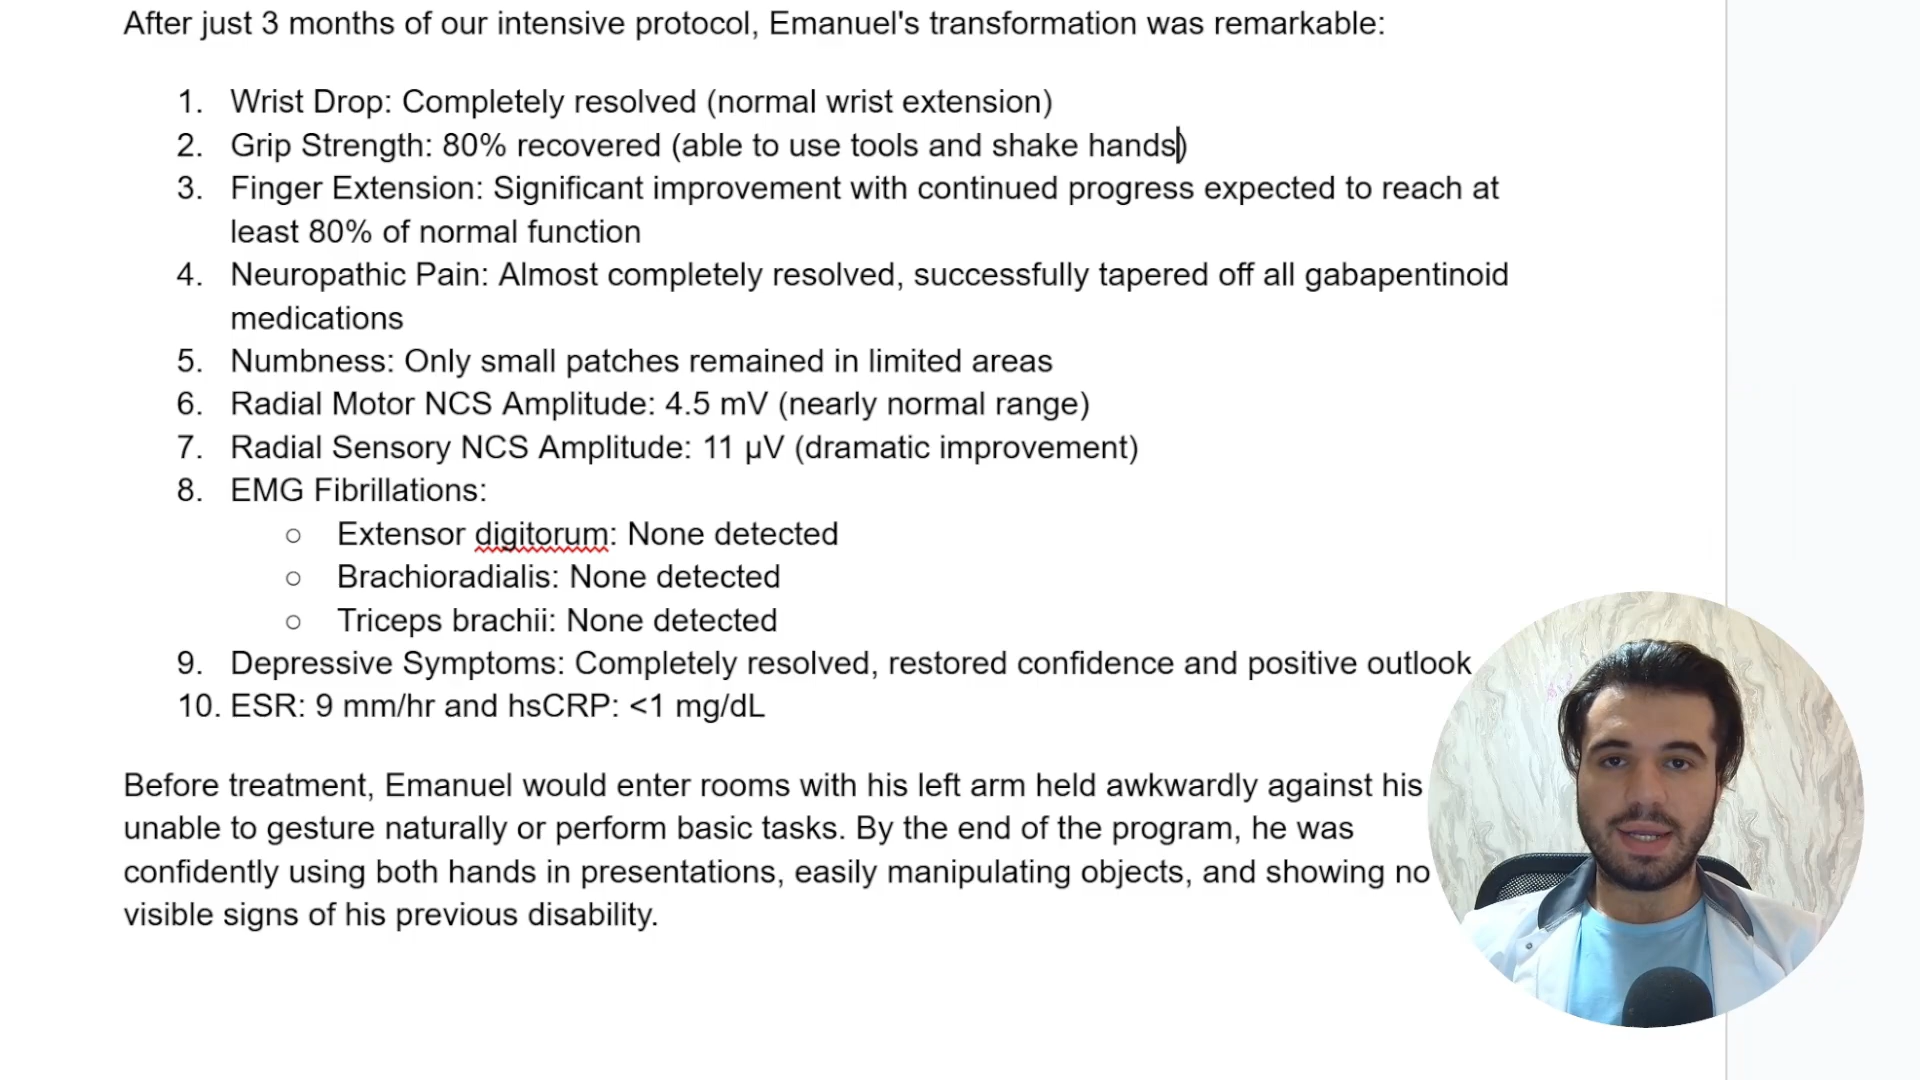 After just 3 months of our intensive protocol, Emanuel's transformation was remarkable:
1. Wrist Drop: Completely resolved (normal wrist extension)
2. Grip Strength: 80% recovered (able to use tools and shake hands)
3. Finger Extension: Significant improvement with continued progress expected to reach at
least 80% of normal function
4. Neuropathic Pain: Almost completely resolved, successfully tapered off all gabapentinoid
medications
5. Numbness: Only small patches remained in limited areas
6. Radial Motor NCS Amplitude: 4.5 mV (nearly normal range)
7. Radial Sensory NCS Amplitude: 11 µV (dramatic improvement)
8. EMG Fibrillations:
○ Extensor digitorum: None detected
○ Brachioradialis: None detected
○ Triceps brachii: None detected
9. Depressive Symptoms: Completely resolved, restored confidence and positive outlook
10. ESR: 9 mm/hr and hsCRP: <1 mg/dL
Before treatment, Emanuel would enter rooms with his left arm held awkwardly against his
unable to gesture naturally or perform basic tasks. By the end of the program, he was
confidently using both hands in presentations, easily manipulating objects, and showing no
visible signs of his previous disability.